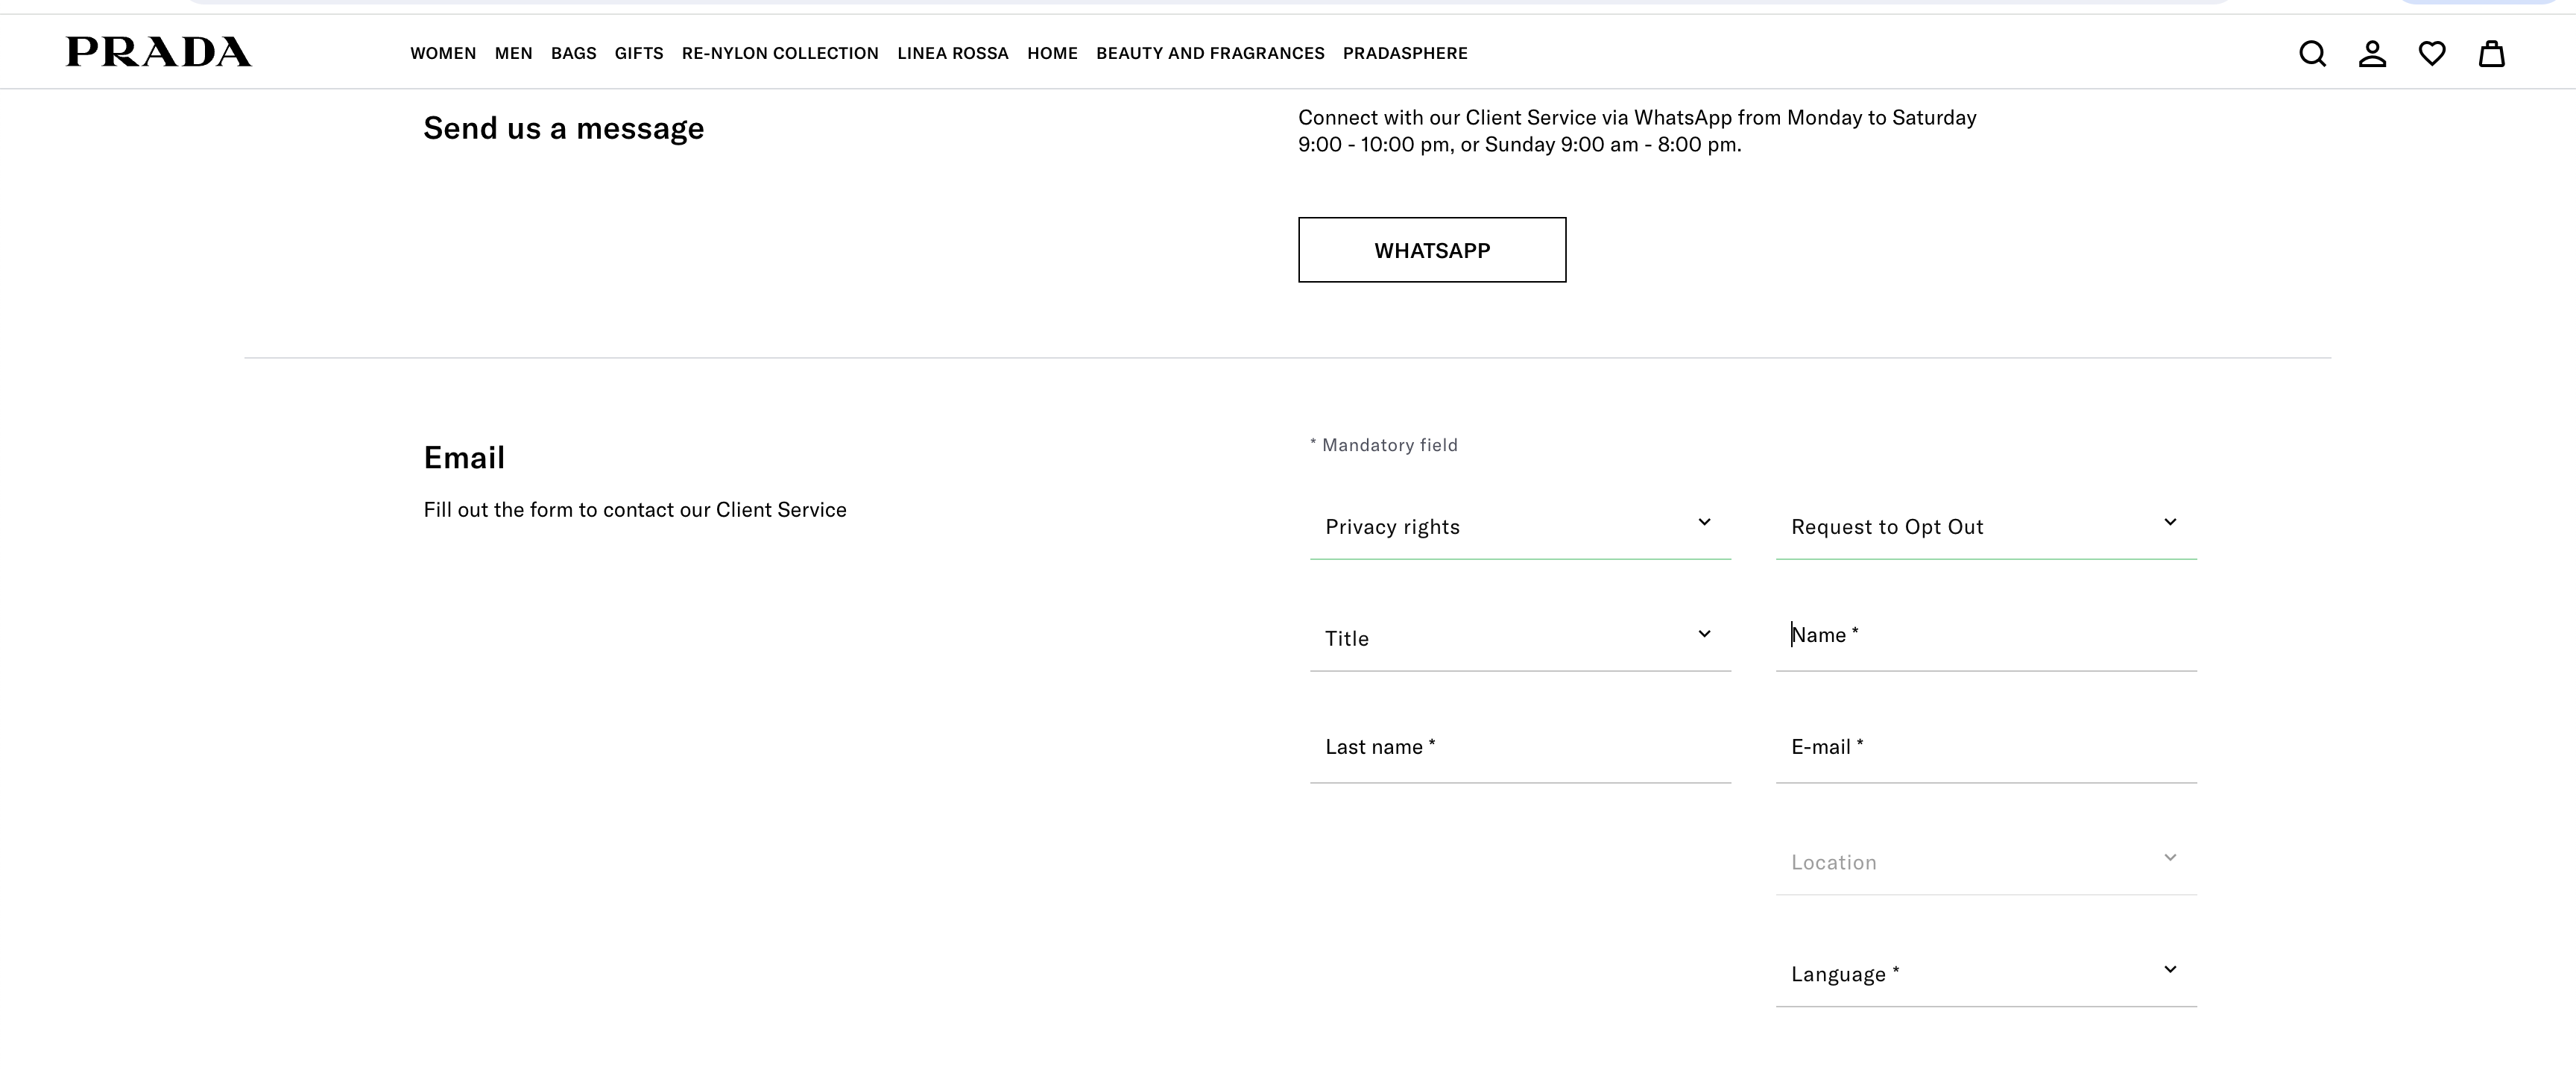 PRADA WOMEN MEN BAGS GIFTS RE-NYLON COLLECTION LINEA ROSSA HOME BEAUTY AND FRAGRANCES PRADASPHERE
Send us a message
Connect with our Client Service via WhatsApp from Monday to Saturday
9:00 - 10:00 pm, or Sunday 9:00 am - 8:00 pm.
WHATSAPP
Email
Fill out the form to contact our Client Service
* Mandatory field
Privacy rights Request to Opt Out
Title Name *
Last name * E-mail *
Location
Language *